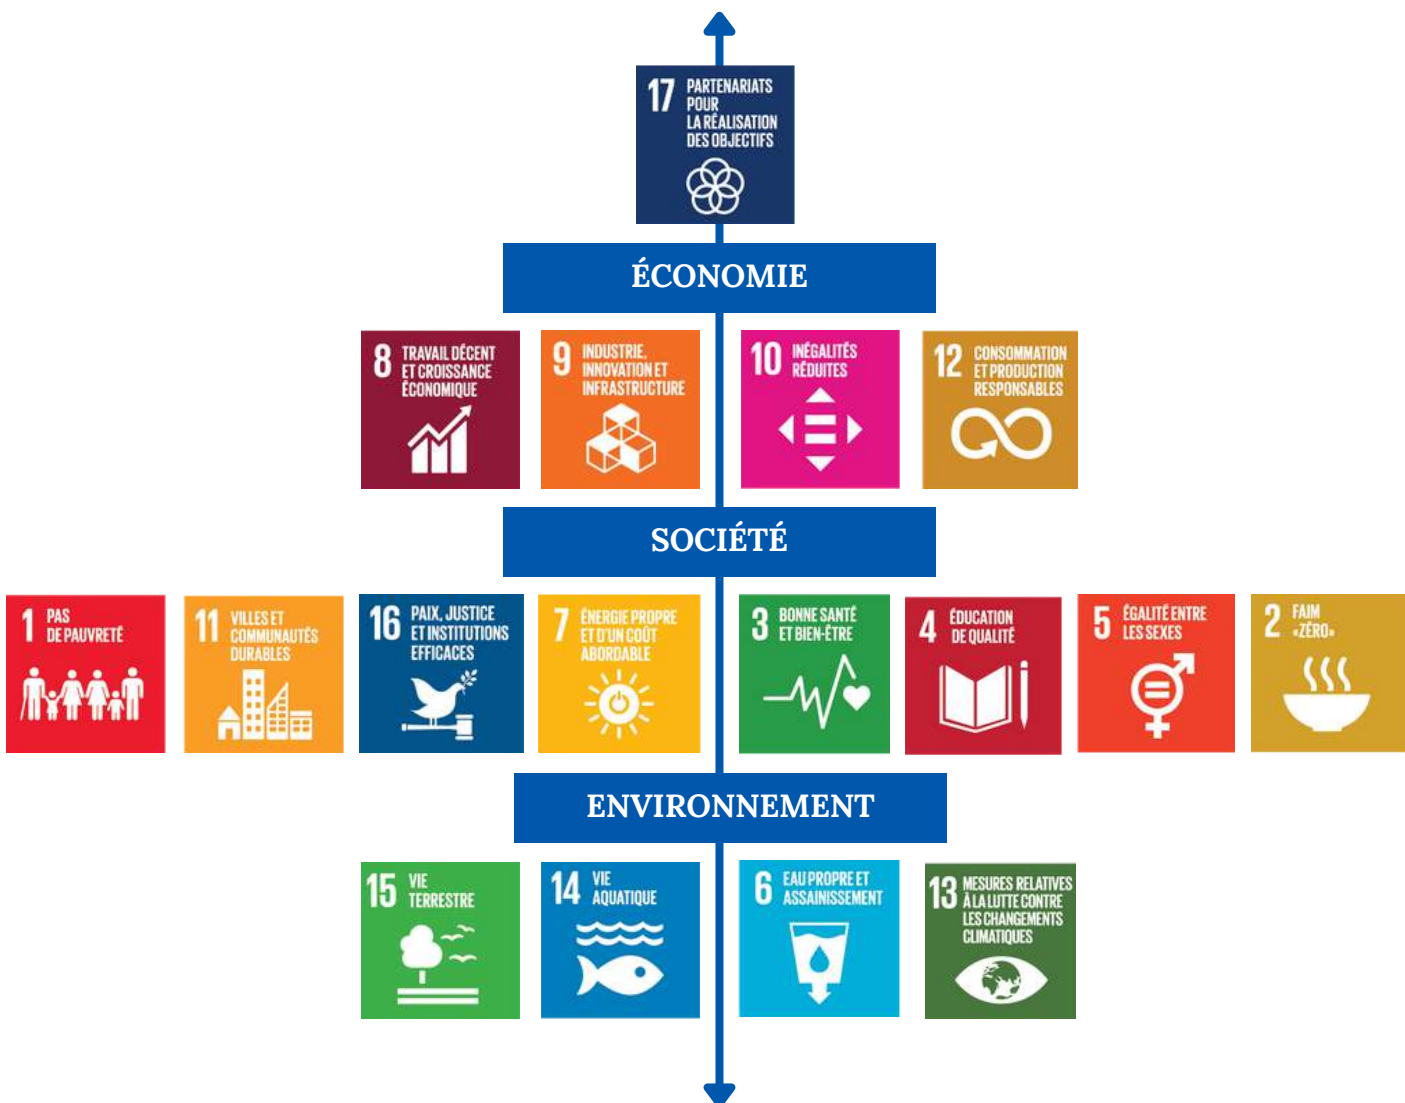 17 PARTENARIATS
POUR
LA RÉALISATION
DES OBJECTIFS
ÉCONOMIE
8 TRAVAIL DÉCENT
ET CROISSANCE
ÉCONOMIQUE
9 INDUSTRIE,
INNOVATION ET
INFRASTRUCTURE
10 INÉGALITÉS
RÉDUITES
12 CONSOMMATION
ET PRODUCTION
RESPONSABLES
SOCIÉTÉ
1 PAS
DE PAUVRETÉ
11 VILLES ET
COMMUNAUTÉS
DURABLES
16 PAIX, JUSTICE
ET INSTITUTIONS
EFFICACES
7 ÉNERGIE PROPRE
ET D'UN COÛT
ABORDABLE
3 BONNE SANTÉ
ET BIEN-ÊTRE
4 ÉDUCATION
DE QUALITÉ
5 ÉGALITÉ ENTRE
LES SEXES
2 FAIM
«ZÉRO»
ENVIRONNEMENT
15 VIE
TERRESTRE
14 VIE
AQUATIQUE
6 EAU PROPRE ET
ASSAINISSEMENT
13 MESURES RELATIVES
À LA LUTTE CONTRE
LES CHANGEMENTS
CLIMATIQUES